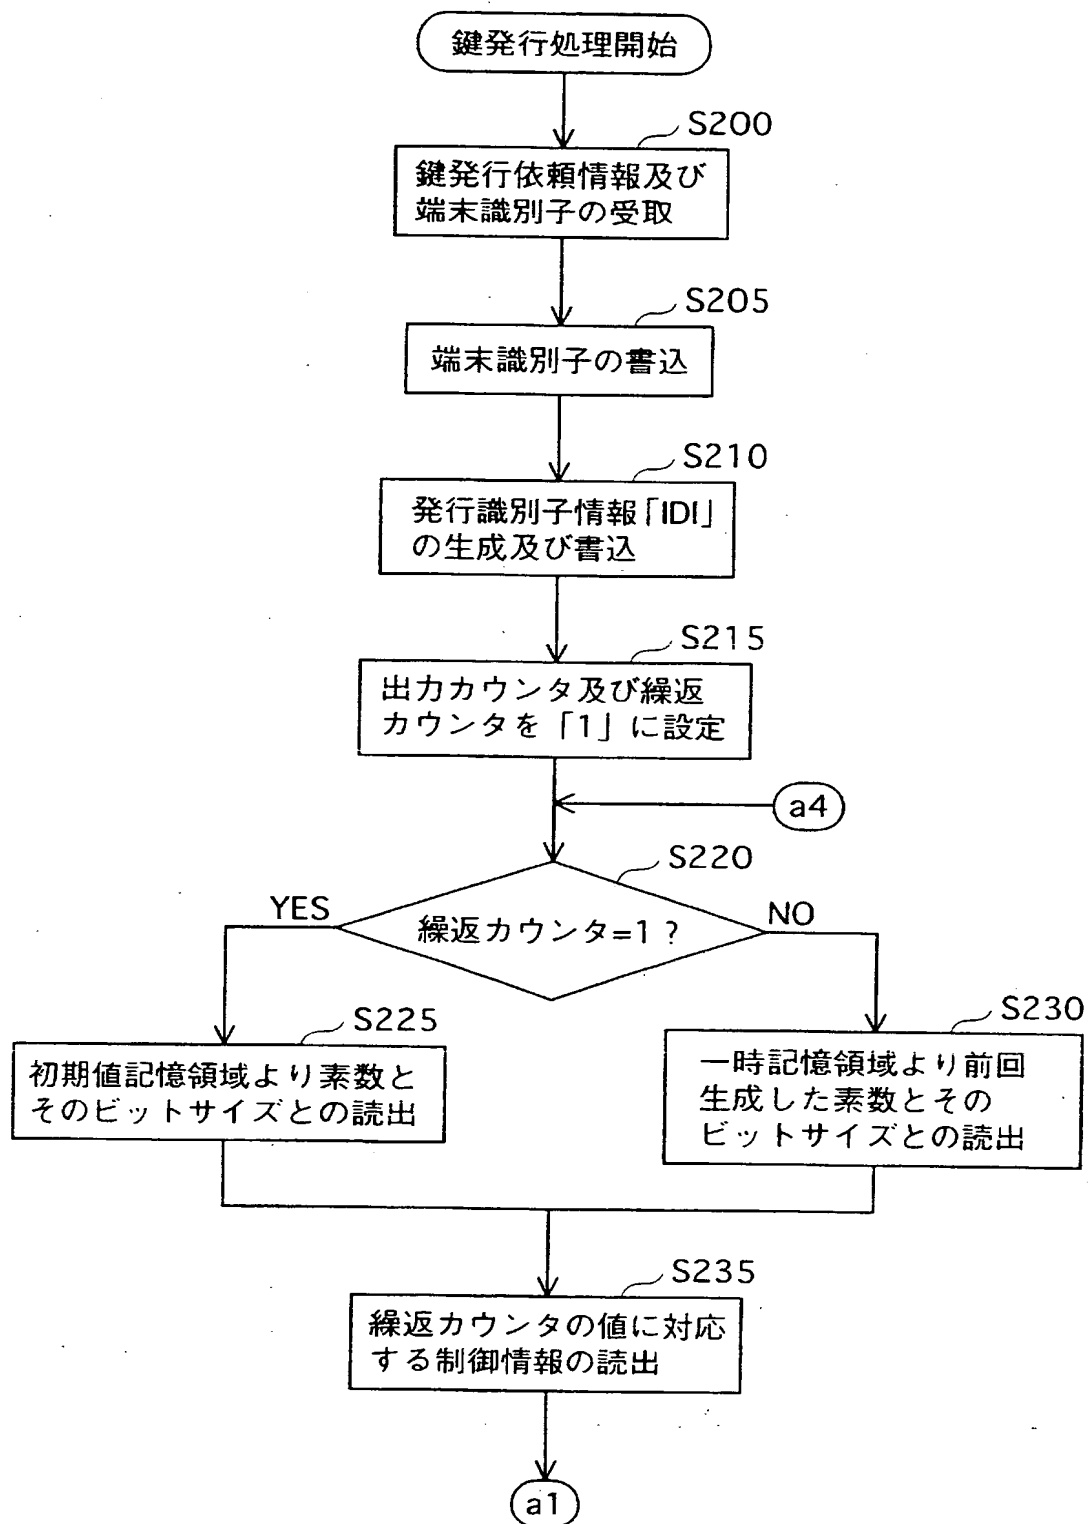 鍵発行処理開始
S200
鍵発行依頼情報及び
端末識別子の受取
S205
端末識別子の書込
S210
発行識別子情報「IDI」
の生成及び書込
S215
出力カウンタ及び繰返
カウンタを「1」に設定
a4
S220
YES
繰返カウンタ=1?
NO
S225
初期値記憶領域より素数と
そのビットサイズとの読出
S230
一時記憶領域より前回
生成した素数とその
ビットサイズとの読出
S235
繰返カウンタの値に対応
する制御情報の読出
a1